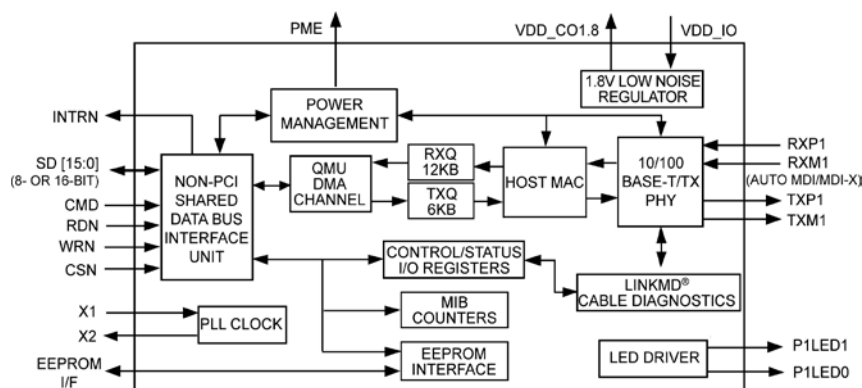 PME
VDD_CO1.8
VDD_IO
1.8V LOW NOISE
REGULATOR
POWER
MANAGEMENT
INTRN
SD [15:0]
(8- OR 16-BIT)
CMD
RDN
WRN
CSN
NON-PCI
SHARED
DATA BUS
INTERFACE
UNIT
QMU
DMA
CHANNEL
RXQ
12KB
TXQ
6KB
HOST MAC
10/100
BASE-T/TX
PHY
RXP1
RXM1
(AUTO MDI/MDI-X)
TXP1
TXM1
CONTROL/STATUS
I/O REGISTERS
LINKMD®
CABLE DIAGNOSTICS
X1
X2
PLL CLOCK
MIB
COUNTERS
EEPROM
I/F
EEPROM
INTERFACE
LED DRIVER
P1LED1
P1LED0